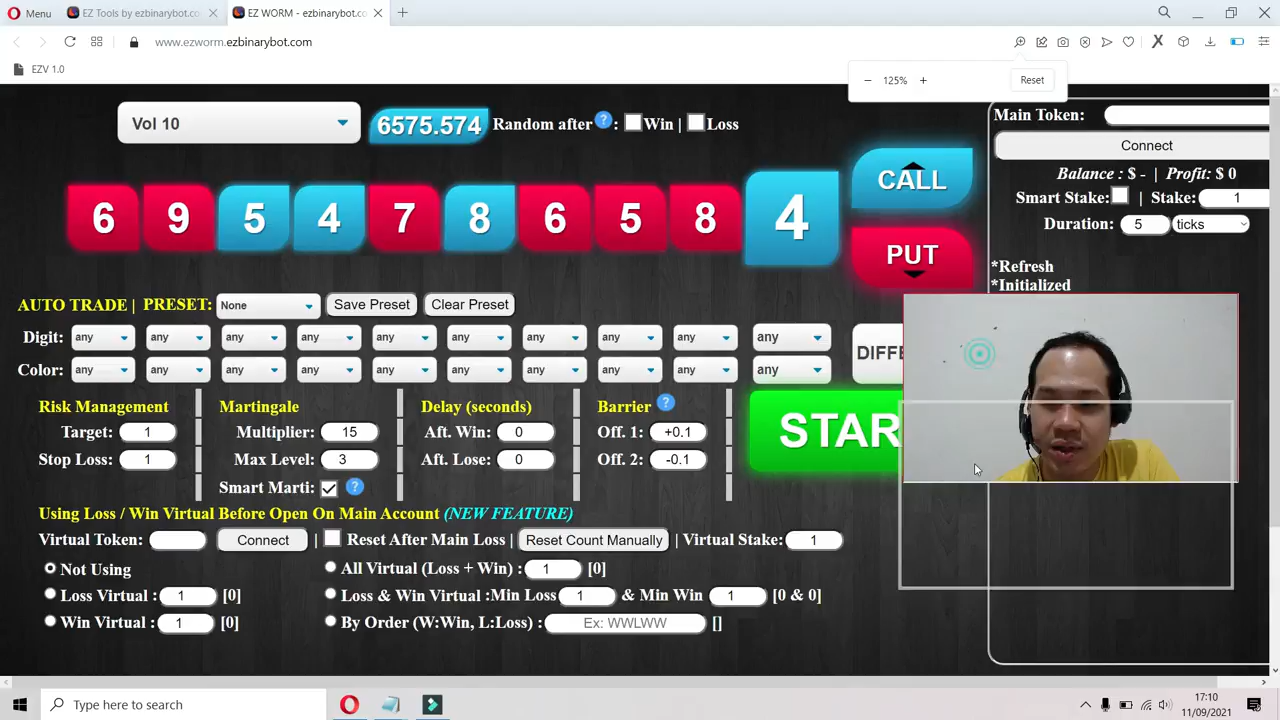 Menu EZ Tools by ezbinarybot.co EZ WORM - ezbinarybot.co
www.ezworm.ezbinarybot.com
EZV 1.0
125% Reset
Vol 10 6575.574 Random after ? : Win | Loss
Main Token:
Connect
Balance : $ - | Profit: $ 0
Smart Stake: | Stake: 1
Duration: 5 ticks
*Refresh
*Initialized
6 9 5 4 7 8 6 5 8 4
CALL
PUT
AUTO TRADE | PRESET: None Save Preset Clear Preset
Digit: any any any any any any any any any any
DIFFE
Color: any any any any any any any any any any
Risk Management Martingale Delay (seconds) Barrier ?
Target: 1 Multiplier: 15 Aft. Win: 0 Off. 1: +0.1
STAR
Stop Loss: 1 Max Level: 3 Aft. Lose: 0 Off. 2: -0.1
Smart Marti: ?
Using Loss / Win Virtual Before Open On Main Account (NEW FEATURE)
Virtual Token: Connect | Reset After Main Loss | Reset Count Manually | Virtual Stake: 1
Not Using All Virtual (Loss + Win) : 1 [0]
Loss Virtual : 1 [0] Loss & Win Virtual :Min Loss 1 & Min Win 1 [0 & 0]
Win Virtual : 1 [0] By Order (W:Win, L:Loss) : Ex: WWLWW []
Type here to search
17:10
11/09/2021